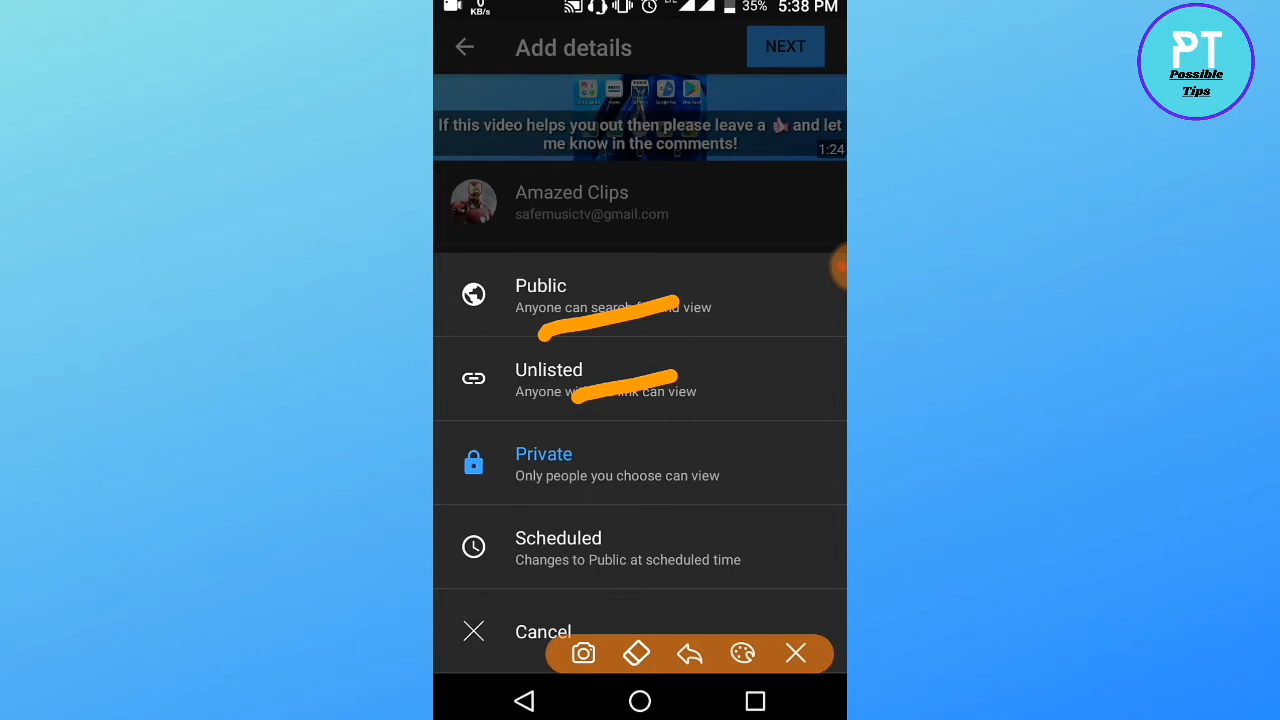 0
KB/s
LTE
35%
5:38 PM
Add details
NEXT
PT
Possible
Tips
If this video helps you out then please leave a 👍 and let
me know in the comments!
1:24
Amazed Clips
safemusictv@gmail.com
Public
Anyone can search view
Unlisted
Anyone can view
Private
Only people you choose can view
Scheduled
Changes to Public at scheduled time
Cancel